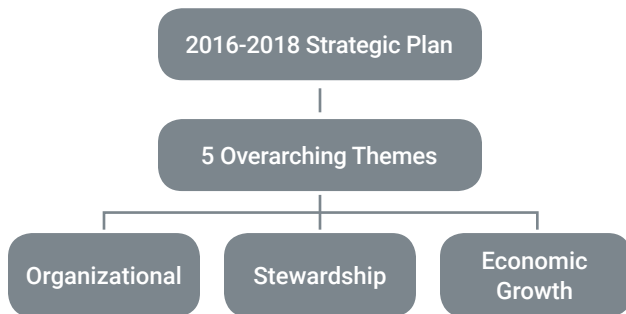 2016-2018 Strategic Plan
5 Overarching Themes
Organizational
Stewardship
Economic
Growth